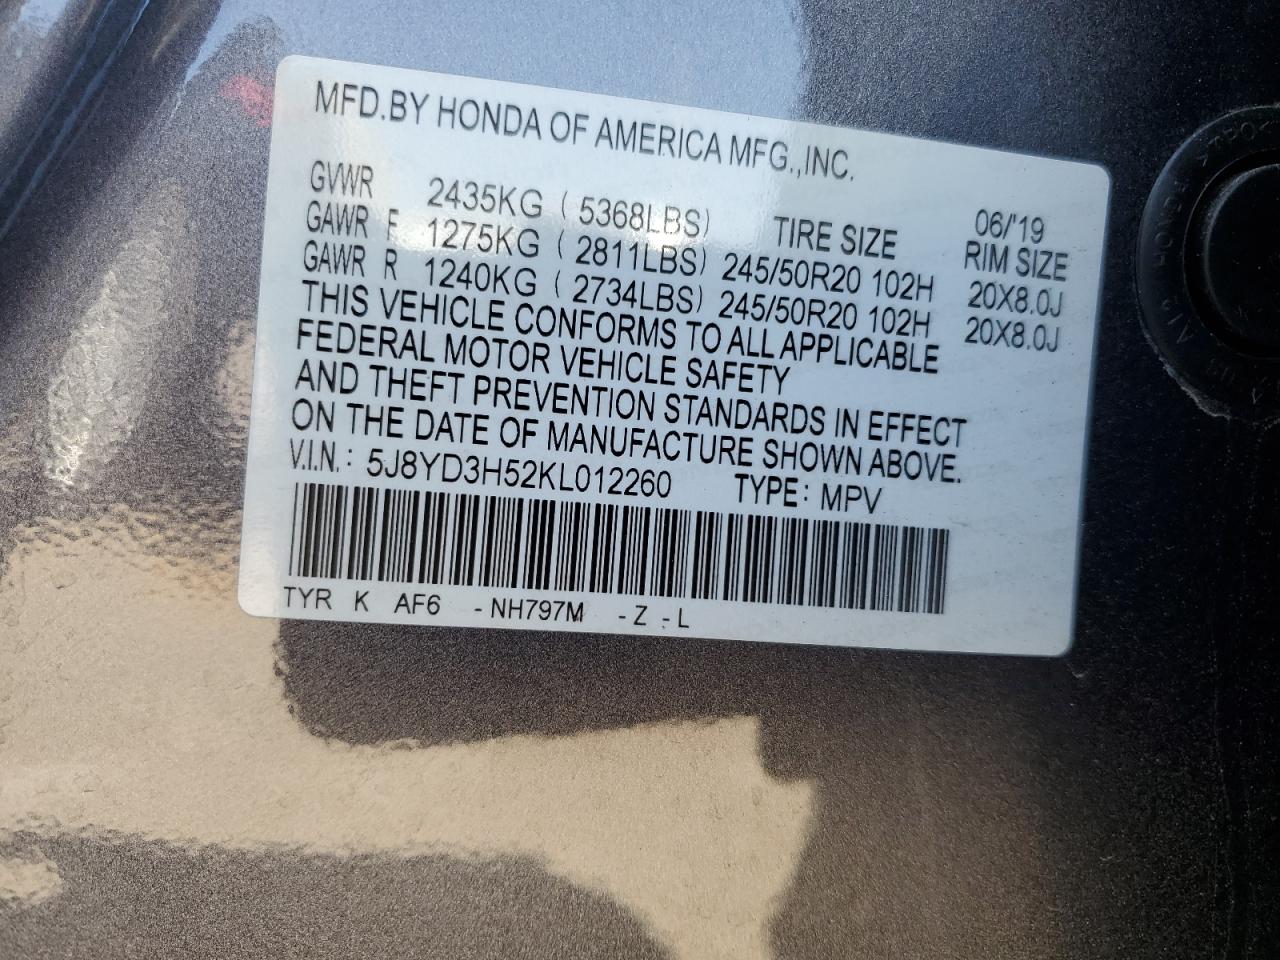 MFD.BY HONDA OF AMERICA MFG.,INC.
06/'19
GVWR 2435KG ( 5368LBS) TIRE SIZE RIM SIZE
GAWR F 1275KG ( 2811LBS) 245/50R20 102H 20X8.0J
GAWR R 1240KG ( 2734LBS) 245/50R20 102H 20X8.0J
THIS VEHICLE CONFORMS TO ALL APPLICABLE
FEDERAL MOTOR VEHICLE SAFETY
AND THEFT PREVENTION STANDARDS IN EFFECT
ON THE DATE OF MANUFACTURE SHOWN ABOVE.
V.I.N.: 5J8YD3H52KL012260 TYPE: MPV
TYR K AF6 -NH797M -Z -L
HONDA